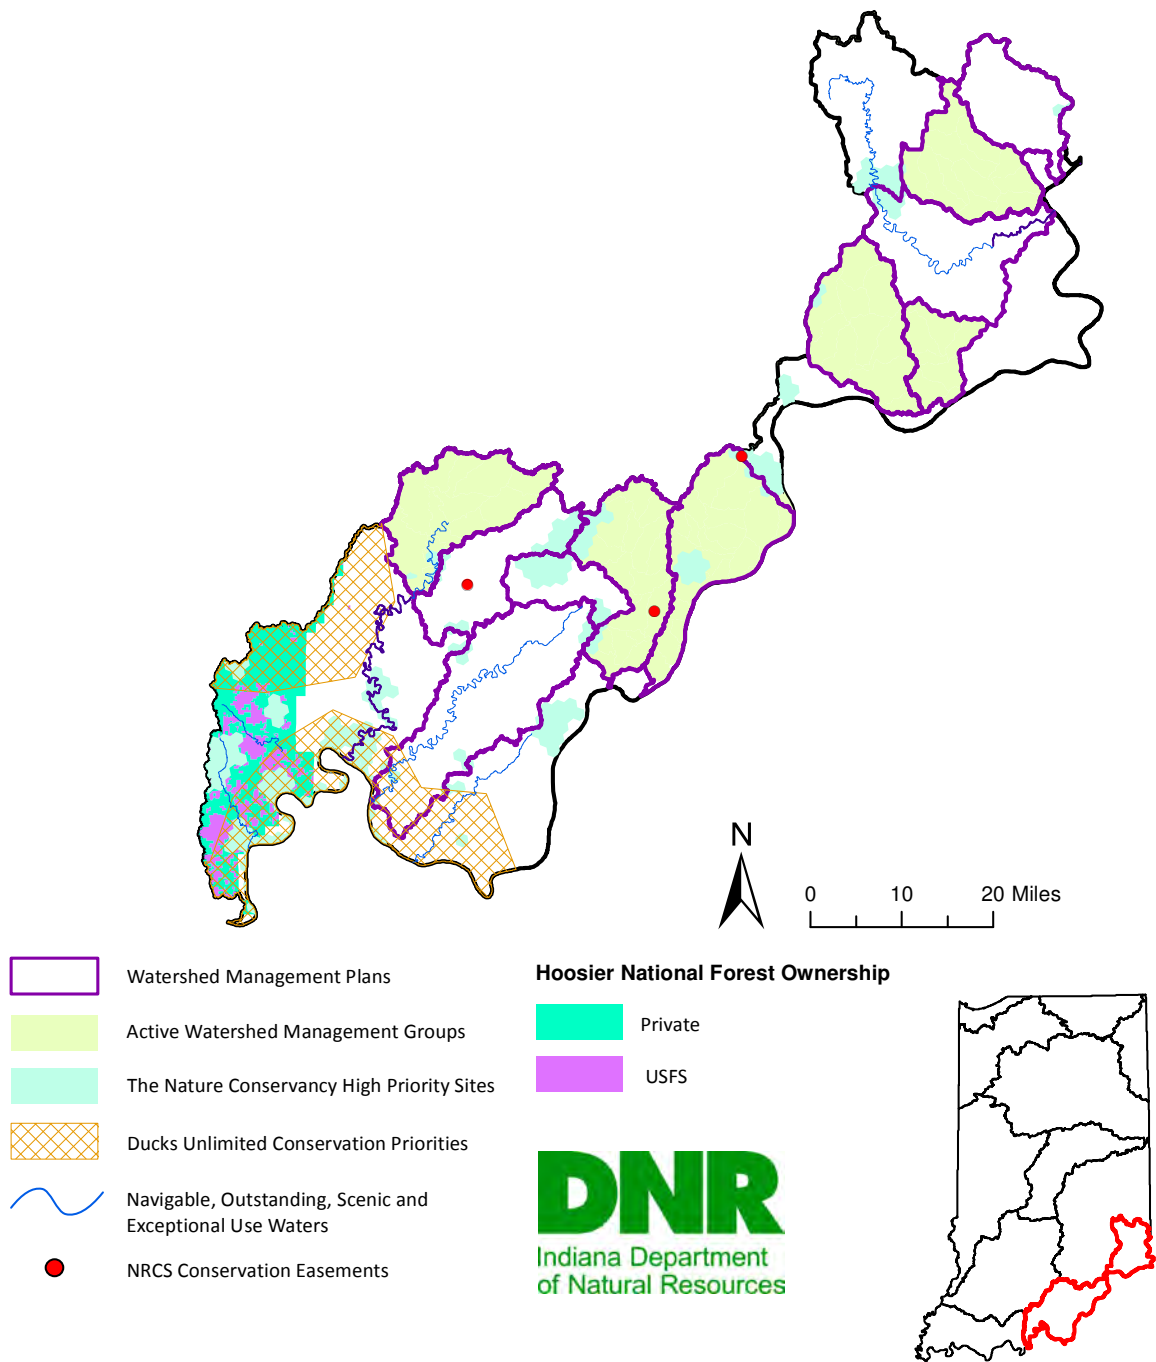 N
0 10 20 Miles
Watershed Management Plans
Active Watershed Management Groups
The Nature Conservancy High Priority Sites
Ducks Unlimited Conservation Priorities
Navigable, Outstanding, Scenic and
Exceptional Use Waters
NRCS Conservation Easements
Hoosier National Forest Ownership
Private
USFS
DNR
Indiana Department
of Natural Resources